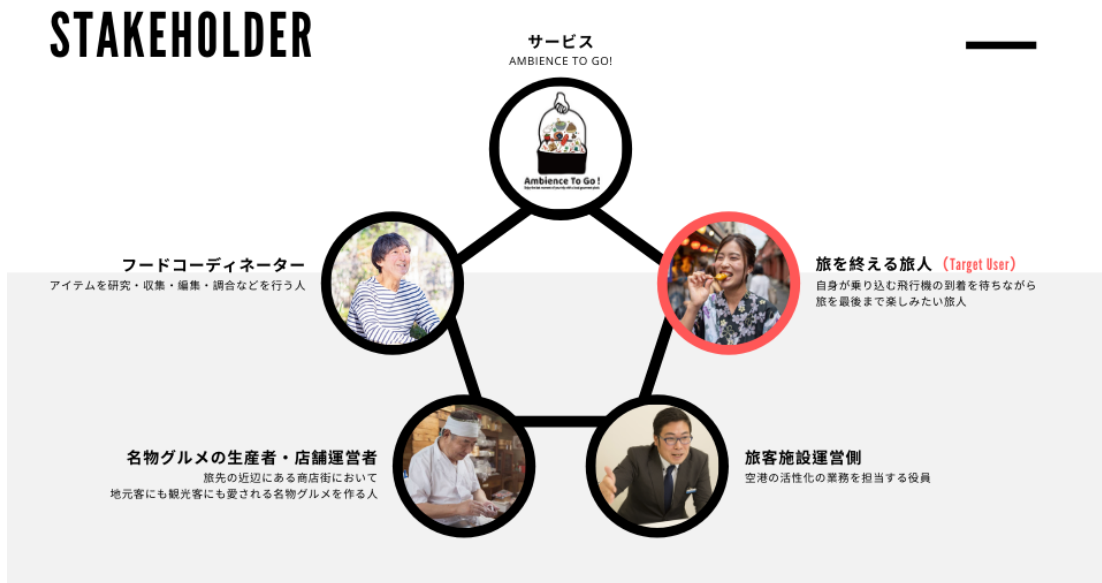 STAKEHOLDER
サービス
AMBIENCE TO GO!
Ambience To Go !
フードコーディネーター
アイテムを研究・収集・編集・調合などを行う人
旅を終える旅人（Target User）
自身が乗り込む飛行機の到着を待ちながら
旅を最後まで楽しみたい旅人
名物グルメの生産者・店舗運営者
旅先の近辺にある商店街において
地元客にも観光客にも愛される名物グルメを作る人
旅客施設運営側
空港の活性化の業務を担当する役員